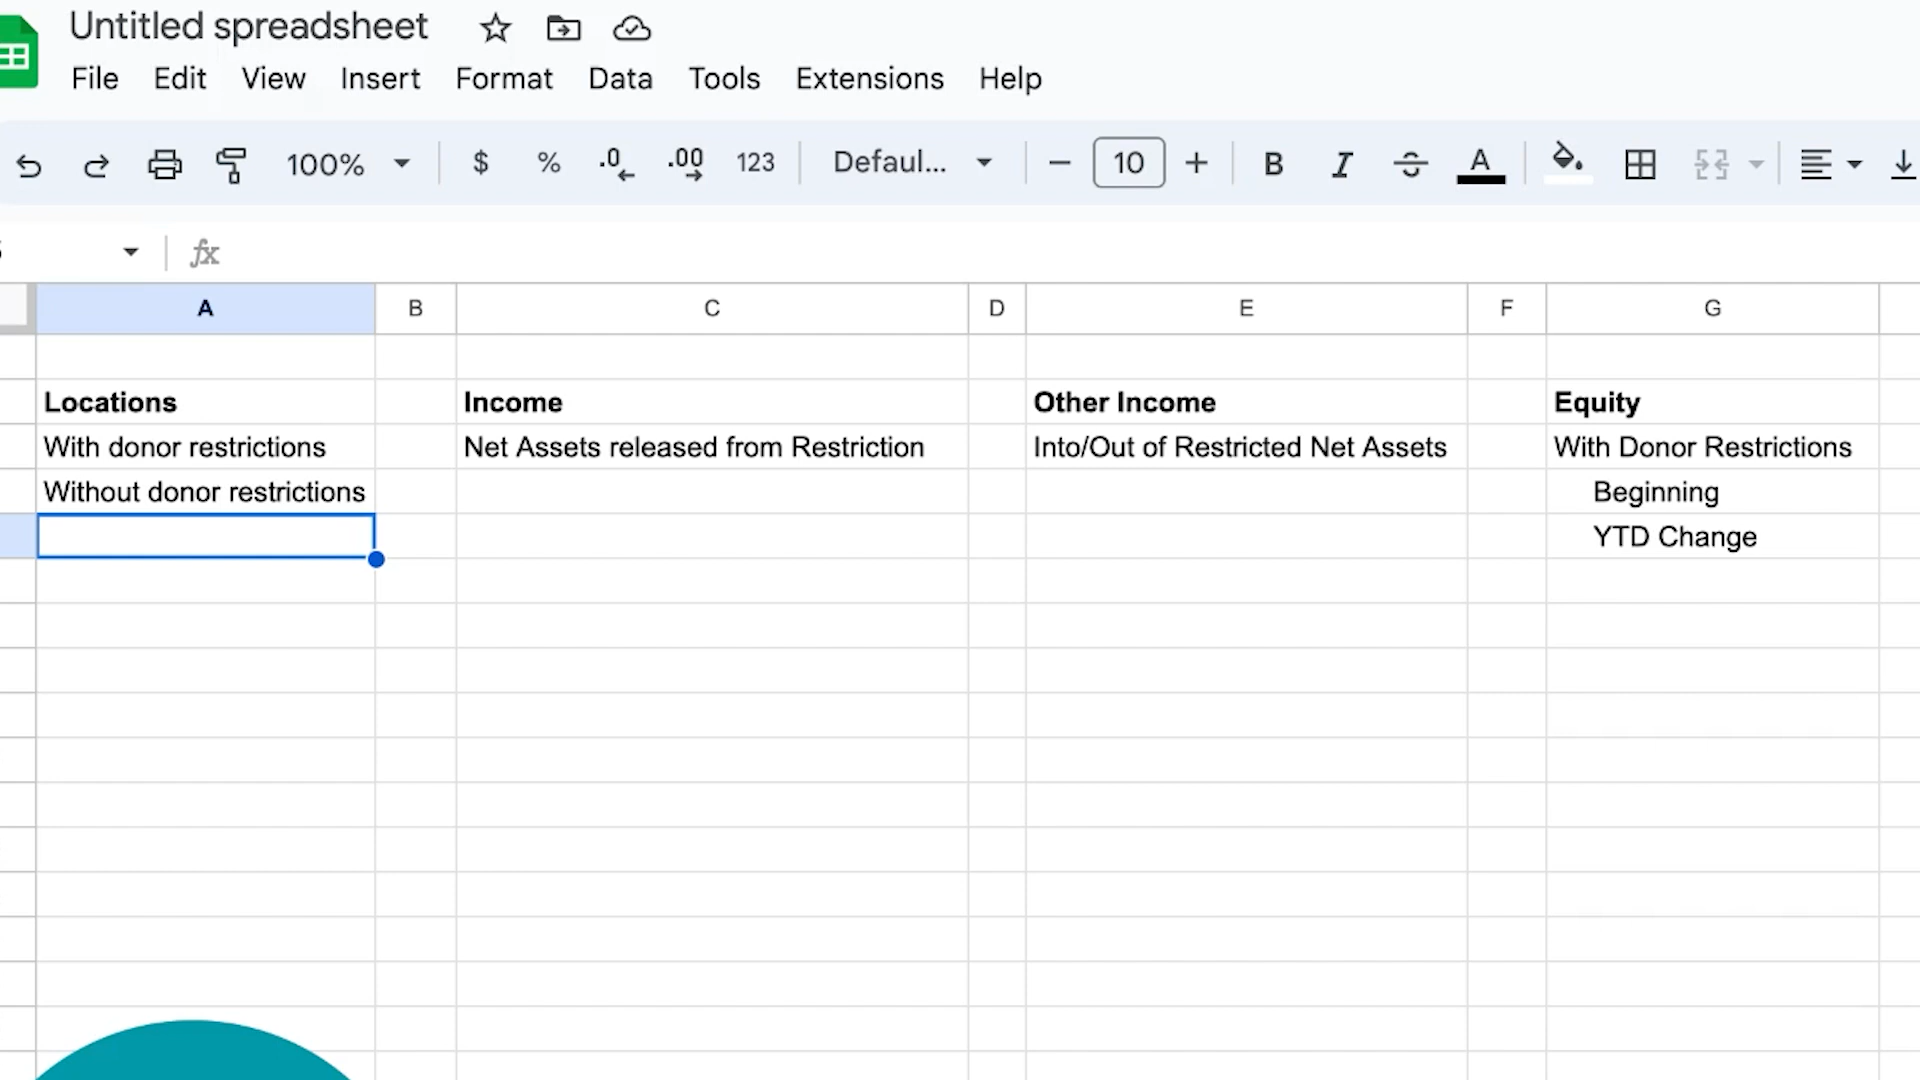 Untitled spreadsheet
File Edit View Insert Format Data Tools Extensions Help
100% $ % .0 .00 123 Defaul... 10 B I S A
fx
A B C D E F G
Locations Income Other Income Equity
With donor restrictions Net Assets released from Restriction Into/Out of Restricted Net Assets With Donor Restrictions
Without donor restrictions Beginning
YTD Change